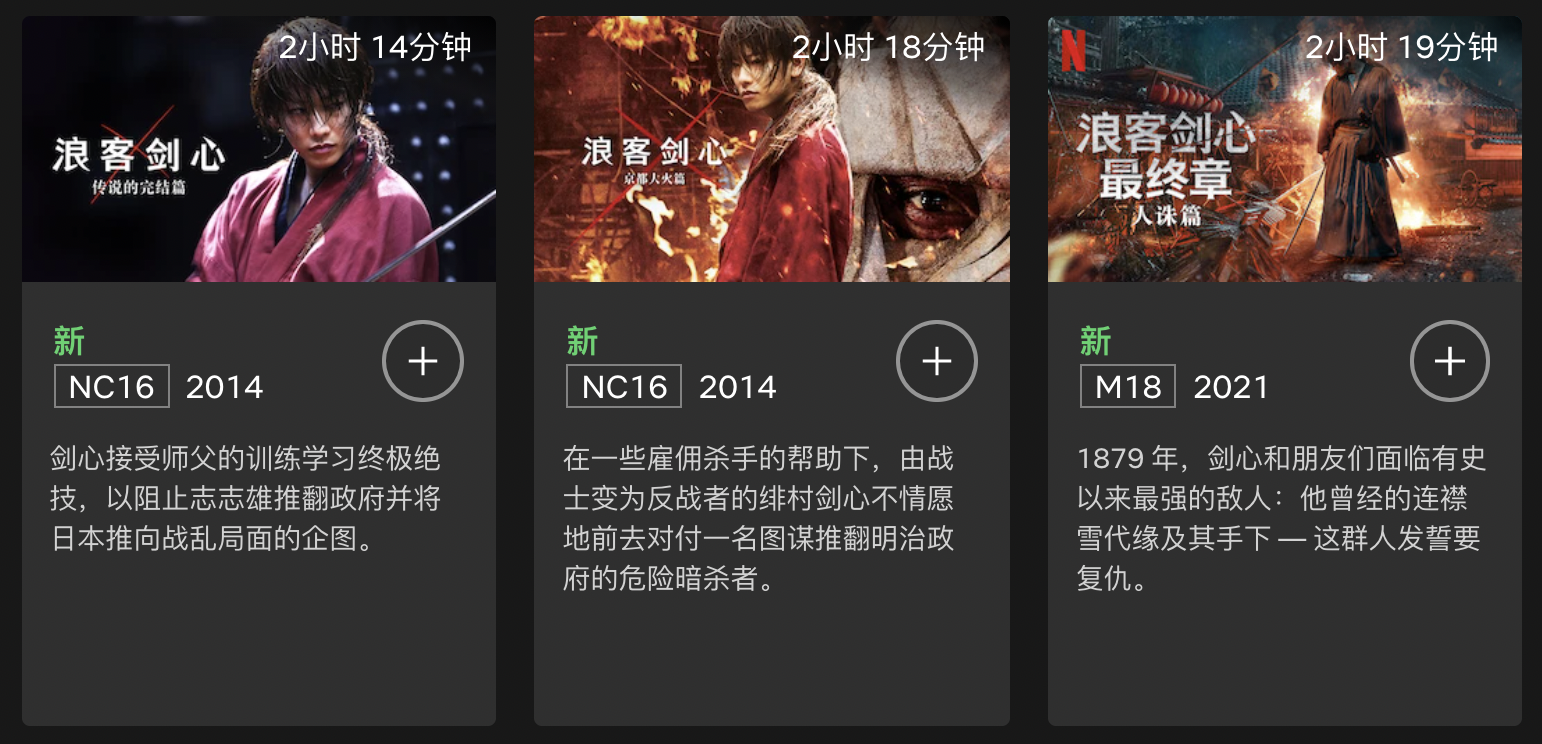 2小时 14分钟
浪客剑心
传说的完结篇
新
NC16 2014
剑心接受师父的训练学习终极绝
技，以阻止志志雄推翻政府并将
日本推向战乱局面的企图。
2小时 18分钟
浪客剑心
京都大火篇
新
NC16 2014
在一些雇佣杀手的帮助下，由战
士变为反战者的绯村剑心不情愿
地前去对付一名图谋推翻明治政
府的危险暗杀者。
N
2小时 19分钟
浪客剑心
最终章
人诛篇
新
M18 2021
1879 年，剑心和朋友们面临有史
以来最强的敌人：他曾经的连襟
雪代缘及其手下 — 这群人发誓要
复仇。